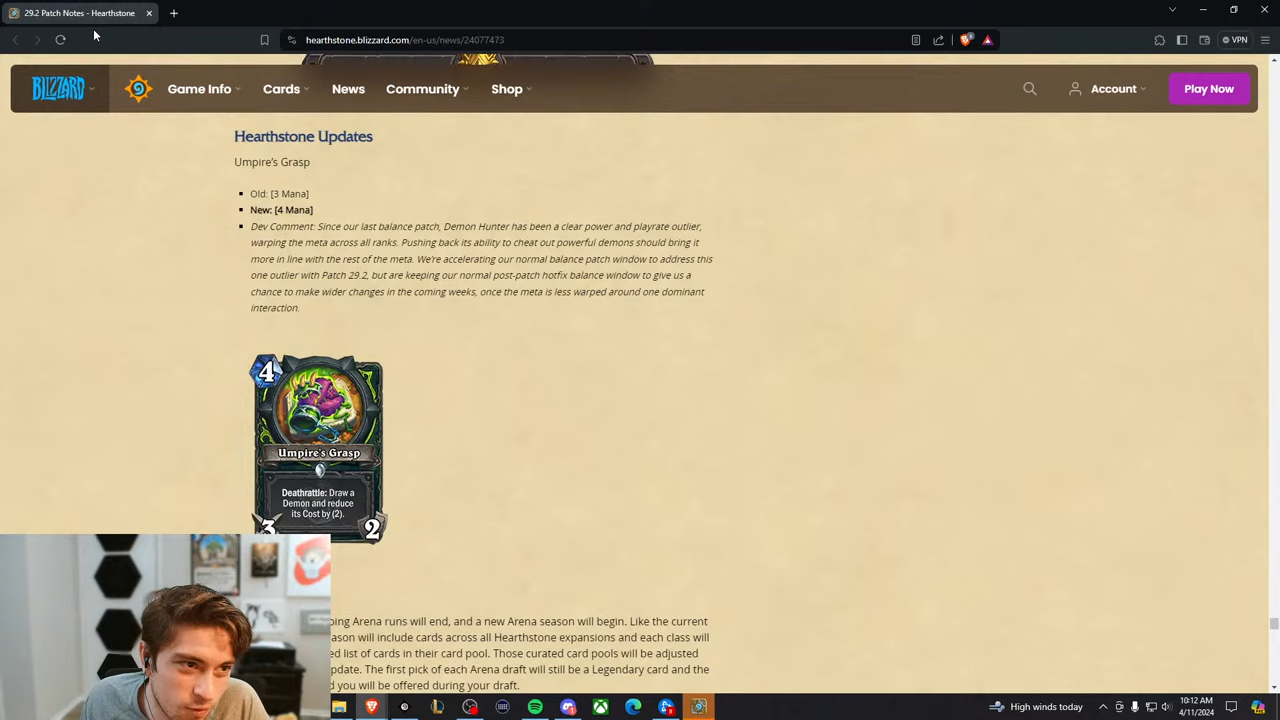 29.2 Patch Notes - Hearthstone
hearthstone.blizzard.com/en-us/news/24077473
VPN
BLIZZARD
Game Info
Cards
News
Community
Shop
Account
Play Now
Hearthstone Updates
Umpire's Grasp
Old: [3 Mana]
New: [4 Mana]
Dev Comment: Since our last balance patch, Demon Hunter has been a clear power and playrate outlier,
warping the meta across all ranks. Pushing back its ability to cheat out powerful demons should bring it
more in line with the rest of the meta. We're accelerating our normal balance patch window to address this
one outlier with Patch 29.2, but are keeping our normal post-patch hotfix balance window to give us a
chance to make wider changes in the coming weeks, once the meta is less warped around one dominant
interaction.
4
Umpire's Grasp
Deathrattle: Draw a
Demon and reduce
its Cost by (2).
3
2
ping Arena runs will end, and a new Arena season will begin. Like the current
ason will include cards across all Hearthstone expansions and each class will
ed list of cards in their card pool. Those curated card pools will be adjusted
pdate. The first pick of each Arena draft will still be a Legendary card and the
d you will be offered during your draft.
High winds today
10:12 AM
4/11/2024